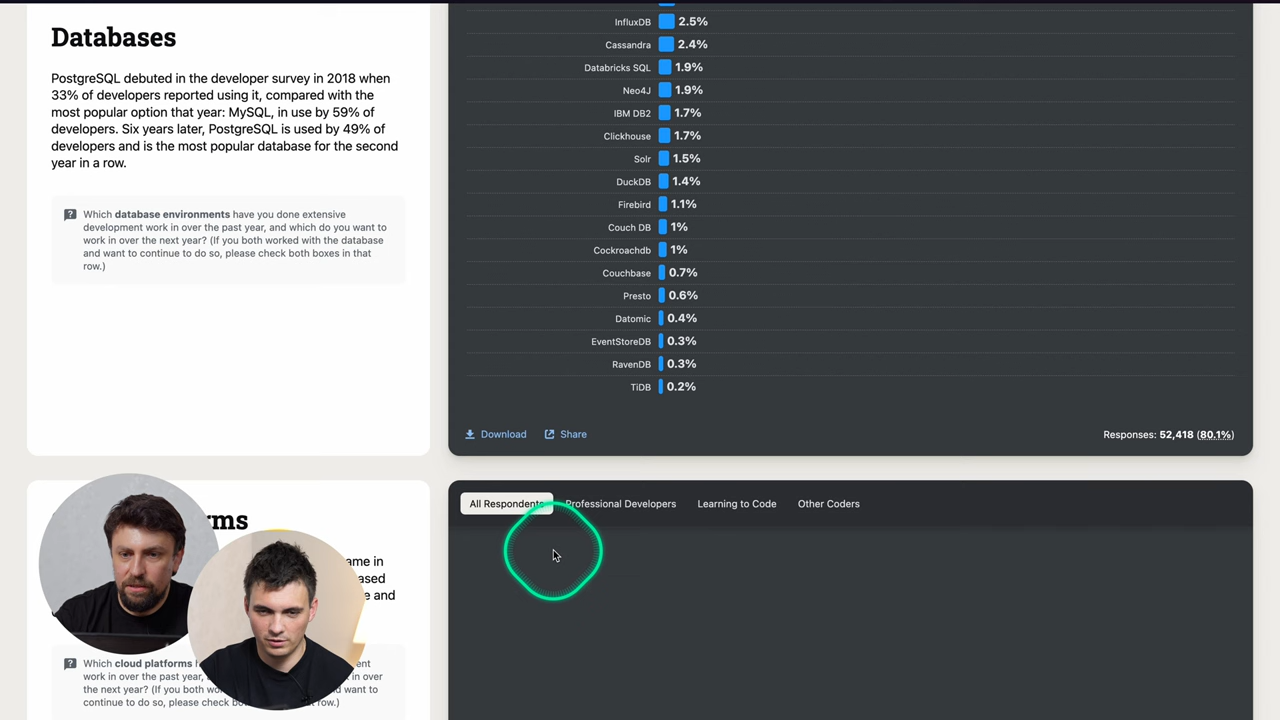 Databases
PostgreSQL debuted in the developer survey in 2018 when
33% of developers reported using it, compared with the
most popular option that year: MySQL, in use by 59% of
developers. Six years later, PostgreSQL is used by 49% of
developers and is the most popular database for the second
year in a row.
Which database environments have you done extensive
development work in over the past year, and which do you want to
work in over the next year? (If you both worked with the database
and want to continue to do so, please check both boxes in that
row.)
InfluxDB 2.5%
Cassandra 2.4%
Databricks SQL 1.9%
Neo4J 1.9%
IBM DB2 1.7%
Clickhouse 1.7%
Solr 1.5%
DuckDB 1.4%
Firebird 1.1%
Couch DB 1%
Cockroachdb 1%
Couchbase 0.7%
Presto 0.6%
Datomic 0.4%
EventStoreDB 0.3%
RavenDB 0.3%
TiDB 0.2%
Download Share Responses: 52,418 (80.1%)
All Respondents Professional Developers Learning to Code Other Coders
Which cloud platforms
work in over the past
the next year? (If you both want to
continue to do so, please check row.)